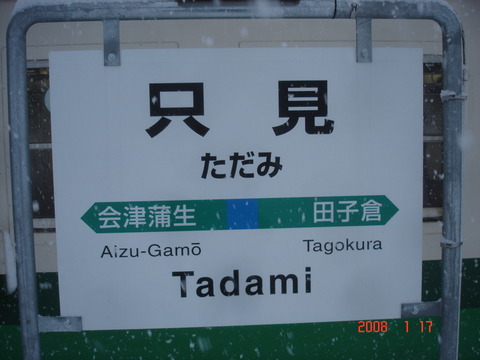 只見
ただみ
会津蒲生 田子倉
Aizu-Gamō Tagokura
Tadami
2008 1 17